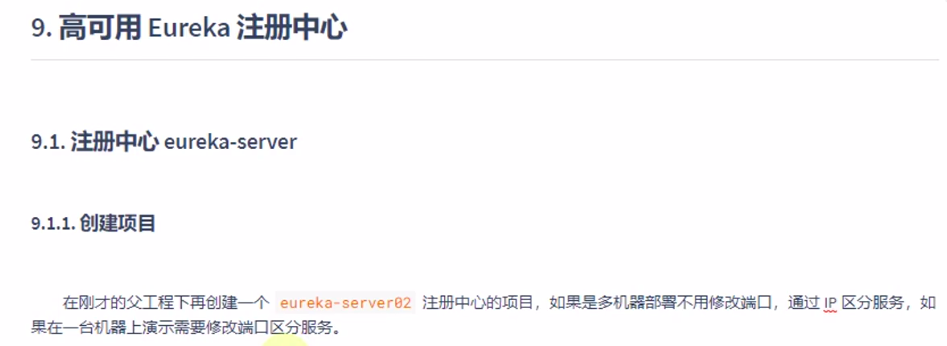 9. 高可用 Eureka 注册中心
9.1. 注册中心 eureka-server
9.1.1. 创建项目
在刚才的父工程下再创建一个 eureka-server02 注册中心的项目，如果是多机器部署不用修改端口，通过 IP 区分服务，如
果在一台机器上演示需要修改端口区分服务。